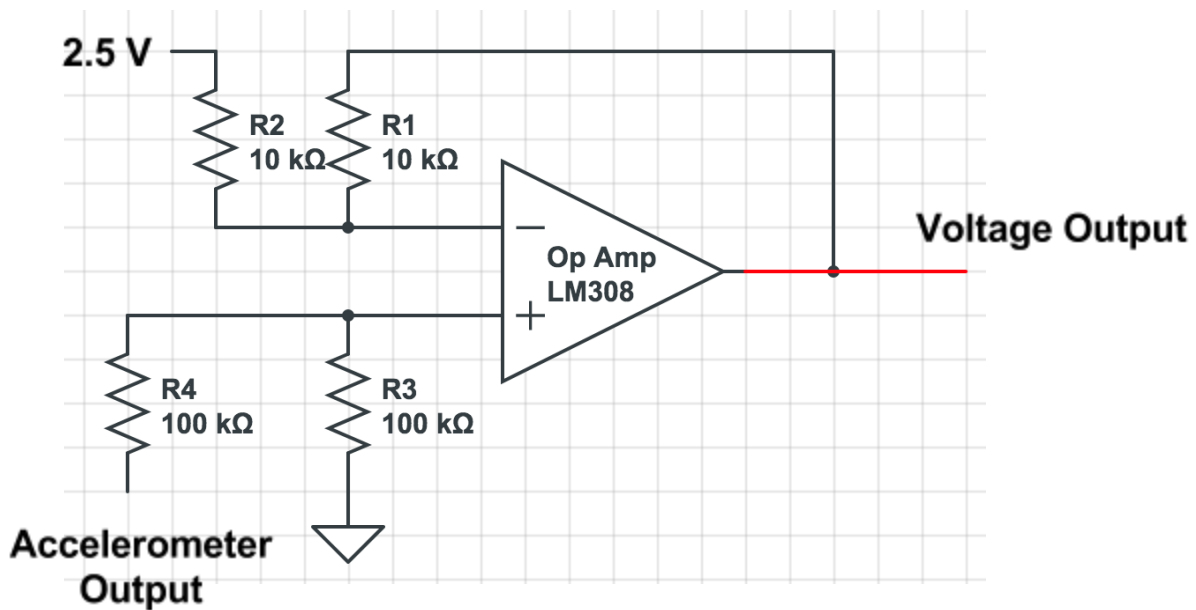 2.5 V
R2
10 kΩ
R1
10 kΩ
Op Amp
LM308
Voltage Output
R4
100 kΩ
R3
100 kΩ
Accelerometer
Output